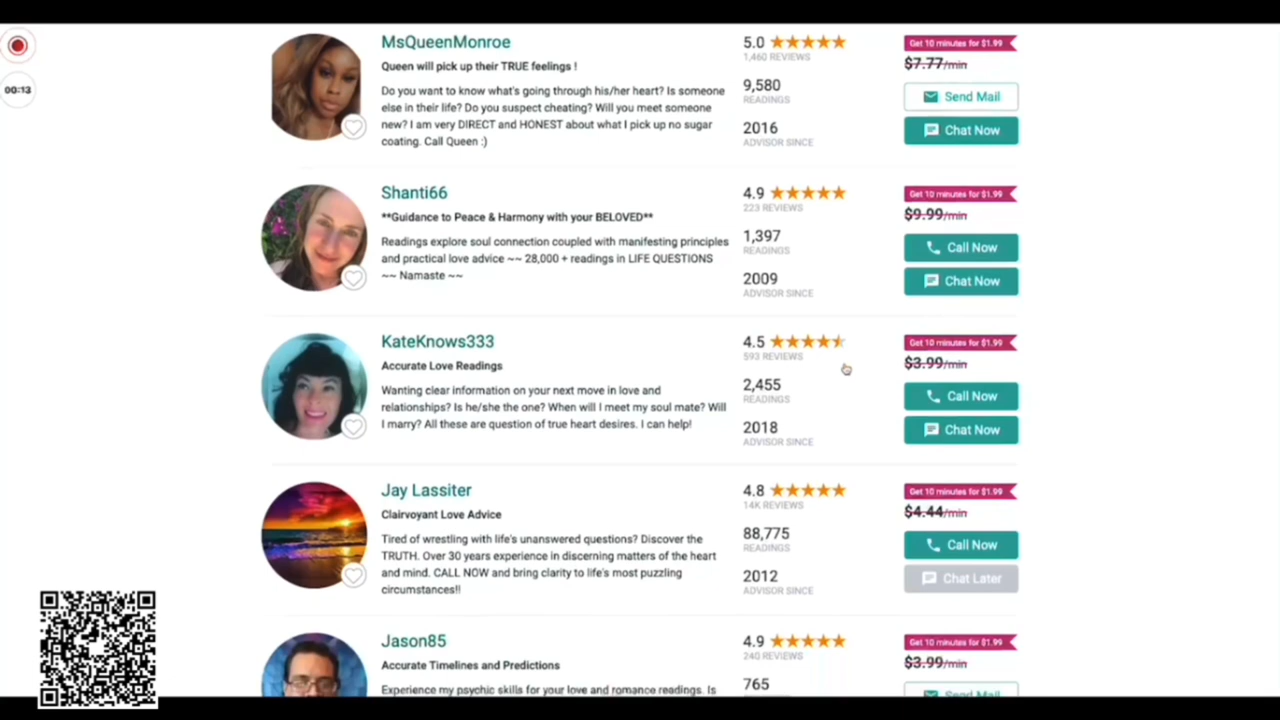 00:13
MsQueenMonroe
Queen will pick up their TRUE feelings !
Do you want to know what's going through his/her heart? Is someone
else in their life? Do you suspect cheating? Will you meet someone
new? I am very DIRECT and HONEST about what I pick up no sugar
coating. Call Queen :)
5.0
1,460 REVIEWS
9,580
READINGS
2016
ADVISOR SINCE
Get 10 minutes for $1.99
$7.77/min
Send Mail
Chat Now
Shanti66
**Guidance to Peace & Harmony with your BELOVED**
Readings explore soul connection coupled with manifesting principles
and practical love advice ~~ 28,000 + readings in LIFE QUESTIONS
~~ Namaste ~~
4.9
223 REVIEWS
1,397
READINGS
2009
ADVISOR SINCE
Get 10 minutes for $1.99
$9.99/min
Call Now
Chat Now
KateKnows333
Accurate Love Readings
Wanting clear information on your next move in love and
relationships? Is he/she the one? When will I meet my soul mate? Will
I marry? All these are question of true heart desires. I can help!
4.5
593 REVIEWS
2,455
READINGS
2018
ADVISOR SINCE
Get 10 minutes for $1.99
$3.99/min
Call Now
Chat Now
Jay Lassiter
Clairvoyant Love Advice
Tired of wrestling with life's unanswered questions? Discover the
TRUTH. Over 30 years experience in discerning matters of the heart
and mind. CALL NOW and bring clarity to life's most puzzling
circumstances!!
4.8
14K REVIEWS
88,775
READINGS
2012
ADVISOR SINCE
Get 10 minutes for $1.99
$4.44/min
Call Now
Chat Later
Jason85
Accurate Timelines and Predictions
Experience my psychic skills for your love and romance readings. Is
4.9
240 REVIEWS
765
Get 10 minutes for $1.99
$3.99/min
Send Mail